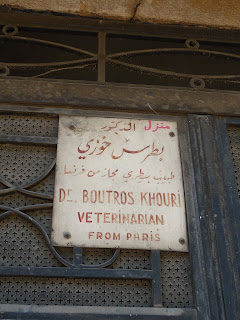 منزل الدكتور
بطرس خوري
طبيب بيطري مجاز من فرنسا
DR. BOUTROS KHOURI
VETERINARIAN
FROM PARIS